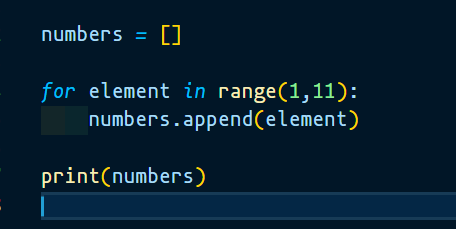 numbers = []
for element in range(1,11):
    numbers.append(element)
print(numbers)